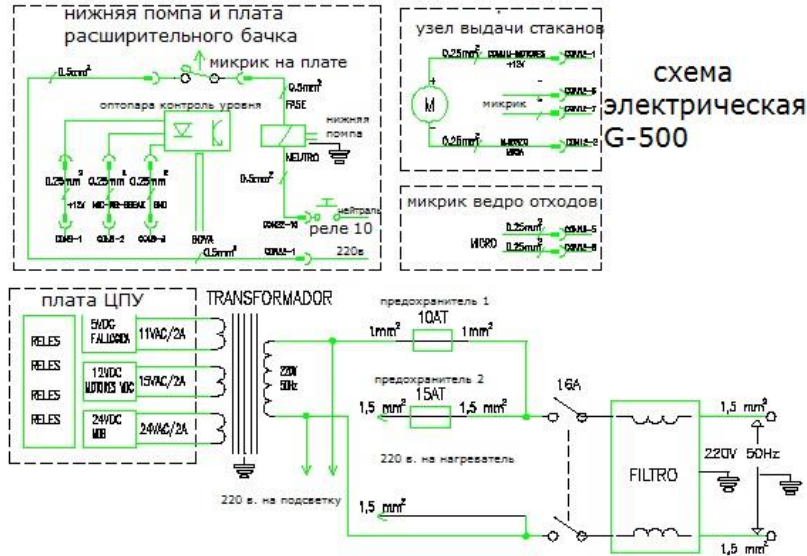 нижняя помпа и плата
расширительного бачка
0.5mm²
микрик на плате
0.5mm²
FASE
оптопара контроль уровня
нижняя
помпа
NEUTRO
0.25mm² 0.25mm² 0.25mm²
0.5mm²
+12V
GND
BOYA
0.5mm²
нейтраль
реле 10
220в
узел выдачи стаканов
0.25mm²
+12V
M
микрик
0.25mm²
схема
электрическая
G-500
микрик ведро отходов
MICRO
0.25mm²
0.25mm²
плата ЦПУ
RELES
RELES
RELES
RELES
5VDC
11VAC/2A
12VDC
15VAC/2A
24VDC
24VAC/2A
TRANSFORMADOR
220V
50Hz
предохранитель 1
10AT
1mm² 1mm²
предохранитель 2
15AT
1,5 mm² 1,5 mm²
220 в. на нагреватель
220 в. на подсветку
1,5 mm²
16A
FILTRO
1,5 mm²
220V 50Hz
1,5 mm²